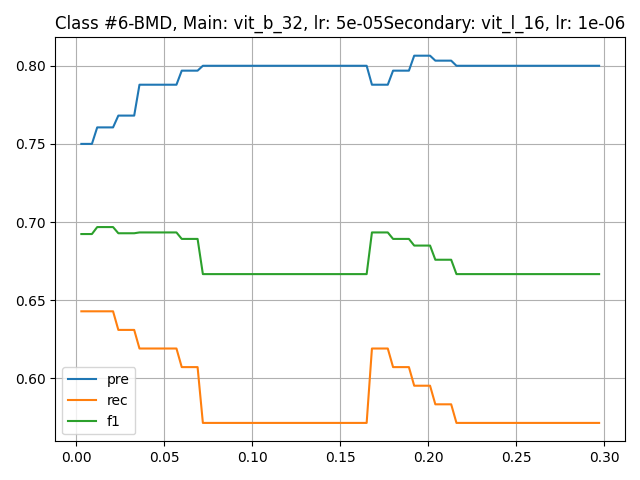 Class #6-BMD, Main: vit_b_32, lr: 5e-05Secondary: vit_l_16, lr: 1e-06
0.80
0.75
0.70
0.65
0.60
pre
rec
f1
0.00 0.05 0.10 0.15 0.20 0.25 0.30